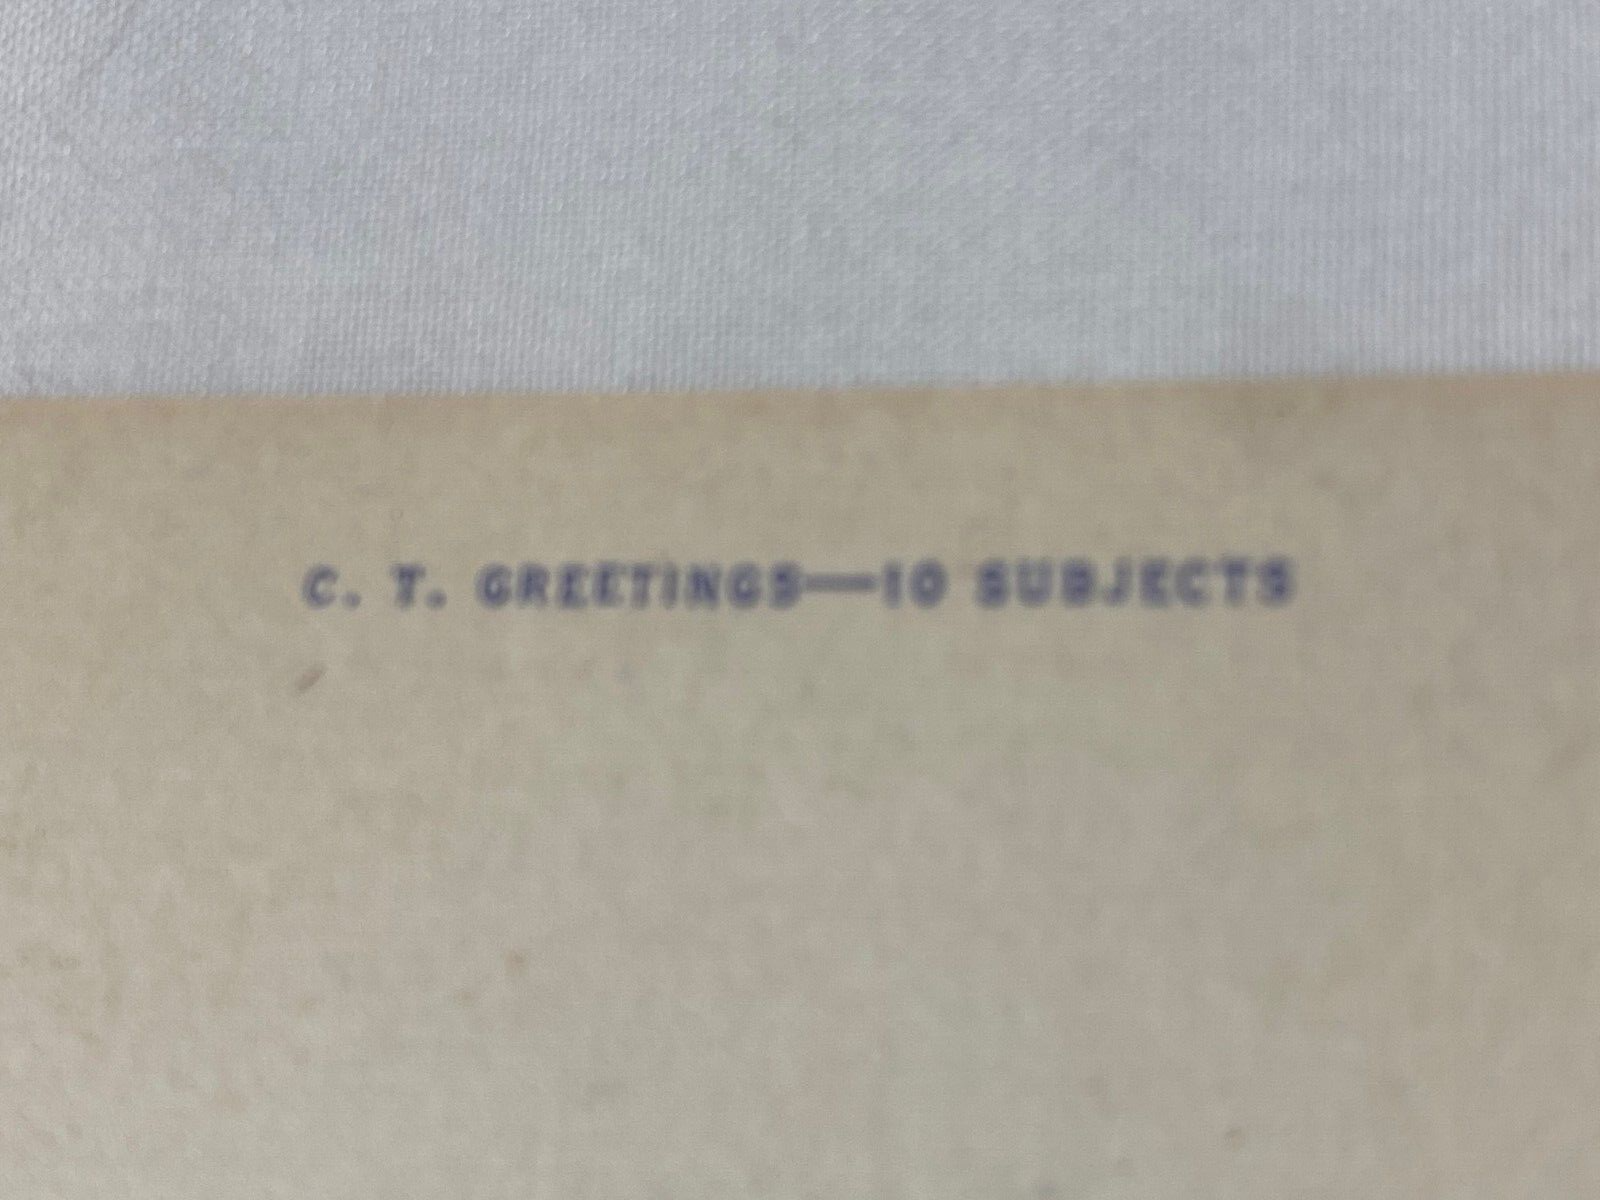 C. T. GREETINGS—10 SUBJECTS